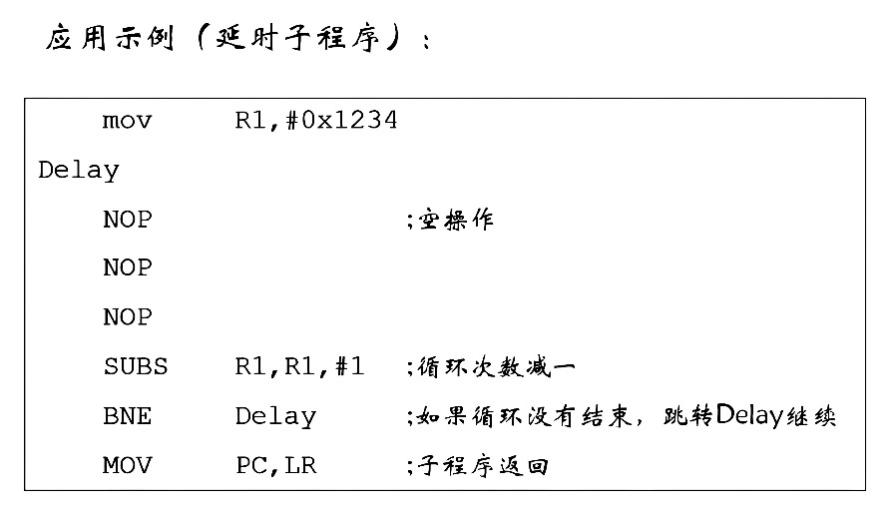 应用示例（延时子程序）：
mov R1,#0x1234
Delay
NOP ;空操作
NOP
NOP
SUBS R1,R1,#1 ;循环次数减一
BNE Delay ;如果循环没有结束，跳转Delay继续
MOV PC,LR ;子程序返回